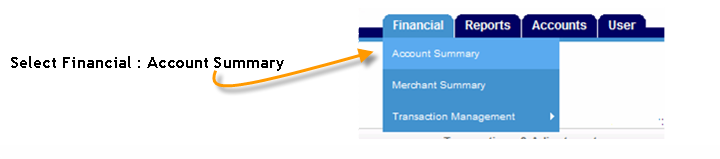 Financial Reports Accounts User
Account Summary
Select Financial : Account Summary
Merchant Summary
Transaction Management